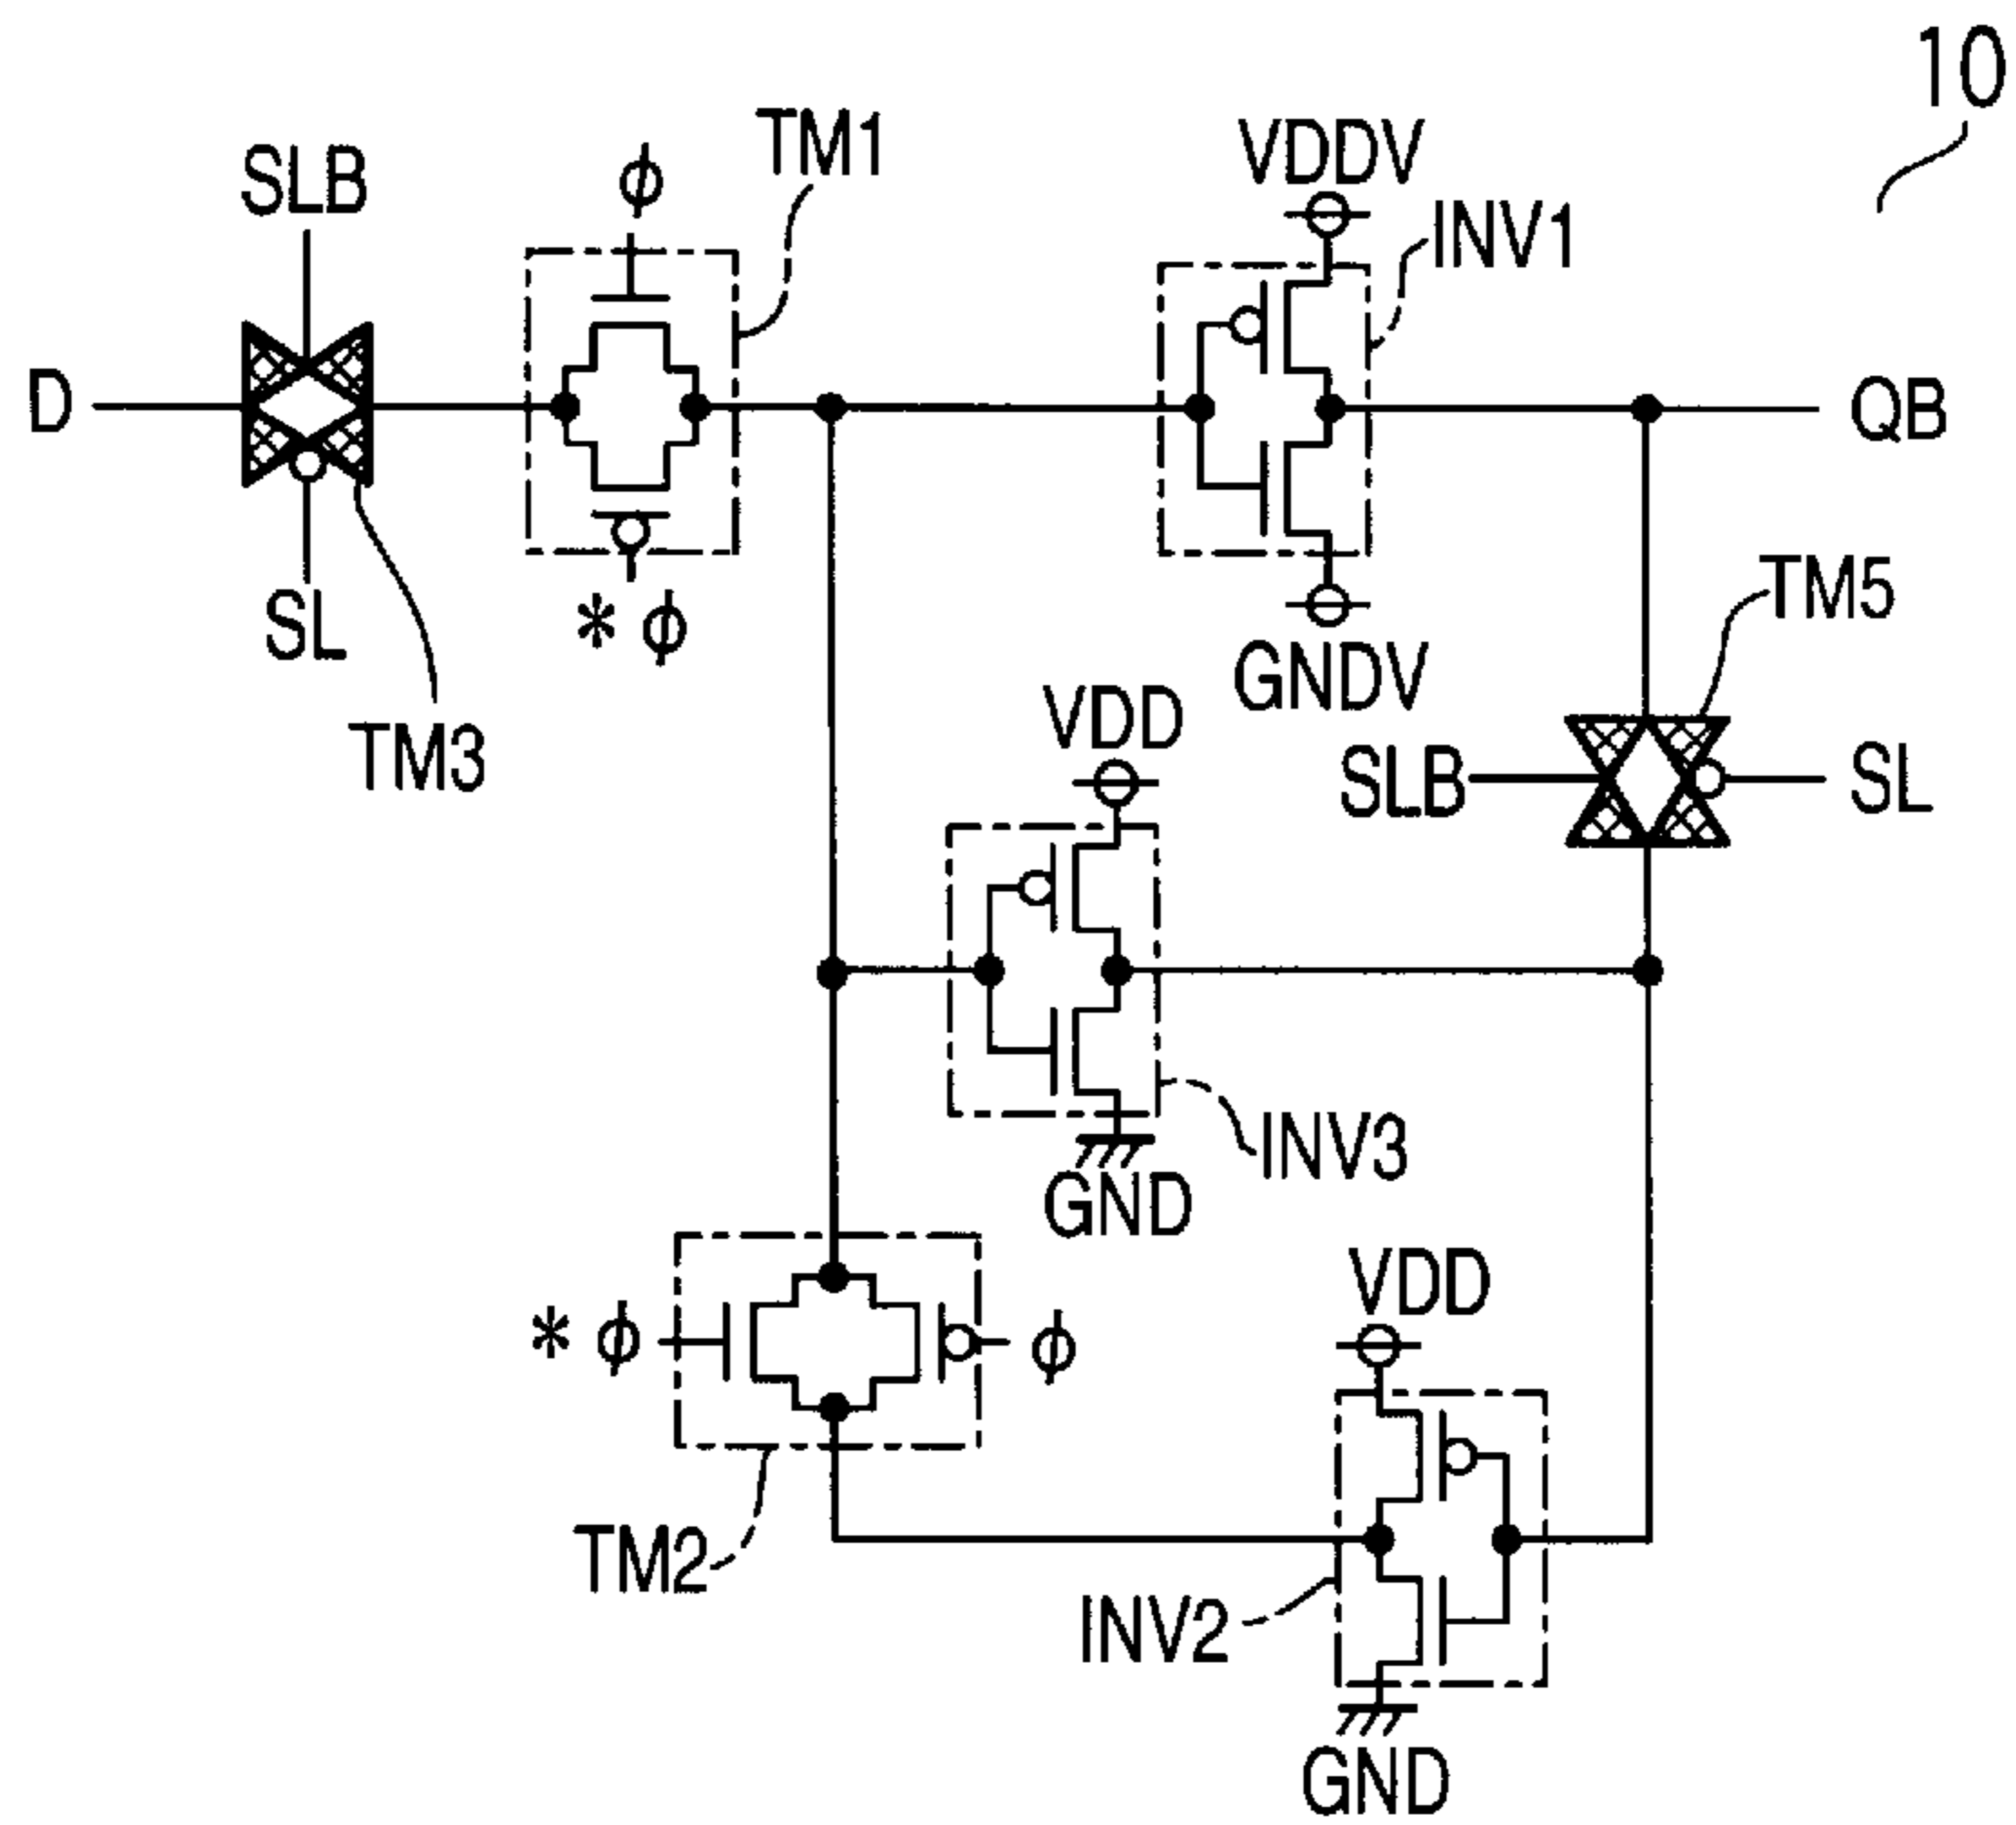 10
TM1
VDDV
SLB
ϕ
INV1
D
QB
TM5
SL
* ϕ
GNDV
VDD
TM3
SLB
SL
INV3
GND
VDD
* ϕ
ϕ
TM2
INV2
GND